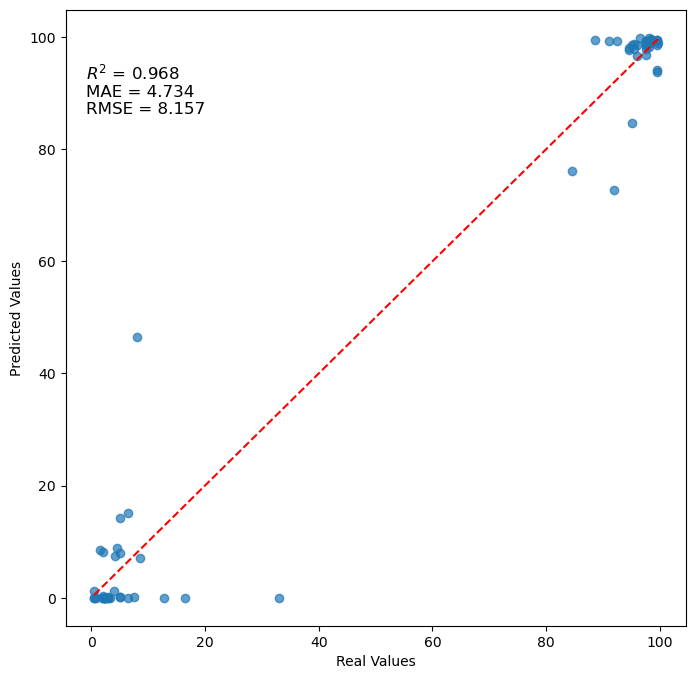 100
80
60
40
20
0
Predicted Values
R² = 0.968
MAE = 4.734
RMSE = 8.157
0 20 40 60 80 100
Real Values